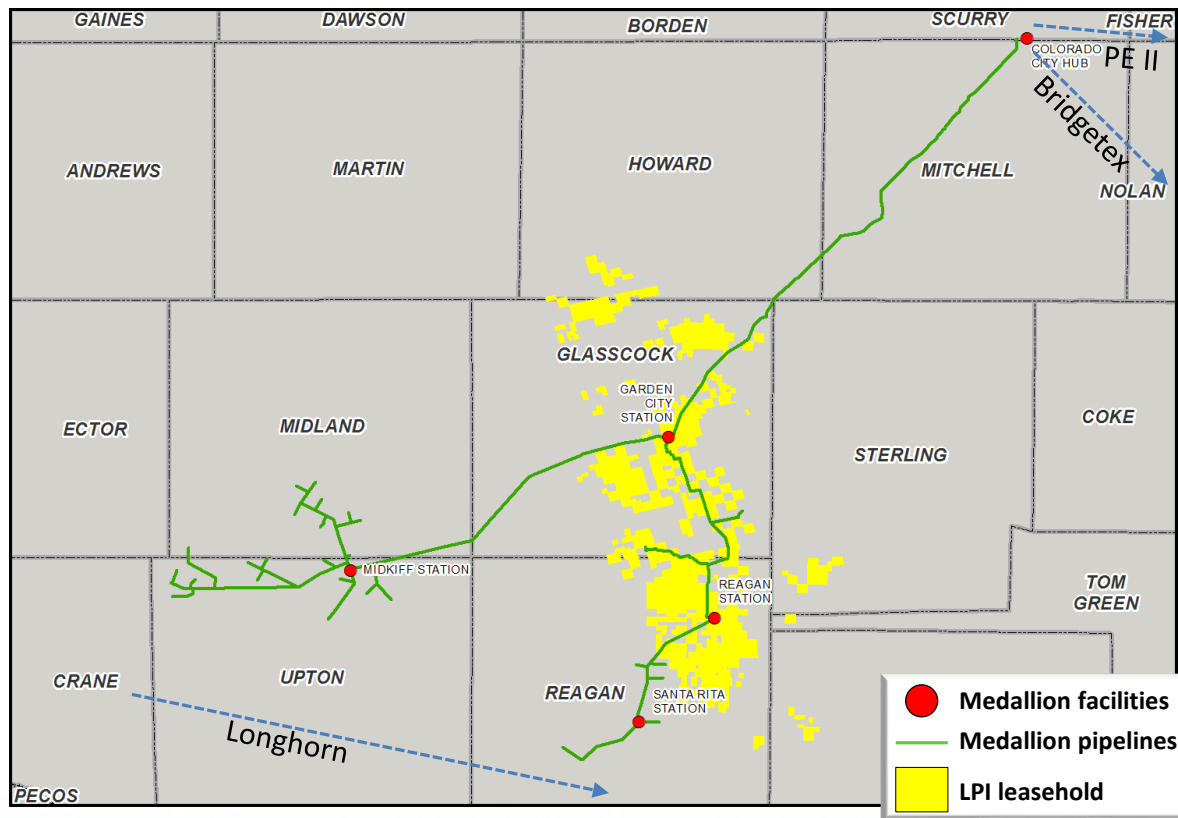 GAINES
DAWSON
BORDEN
SCURRY
FISHER
COLORADO
CITY HUB
PE II
Bridgetex
ANDREWS
MARTIN
HOWARD
MITCHELL
NOLAN
GLASSCOCK
GARDEN
CITY
STATION
ECTOR
MIDLAND
COKE
STERLING
MIDKIFF STATION
REAGAN
STATION
TOM
GREEN
CRANE
UPTON
REAGAN
SANTA RITA
STATION
Longhorn
PECOS
Medallion facilities
Medallion pipelines
LPI leasehold